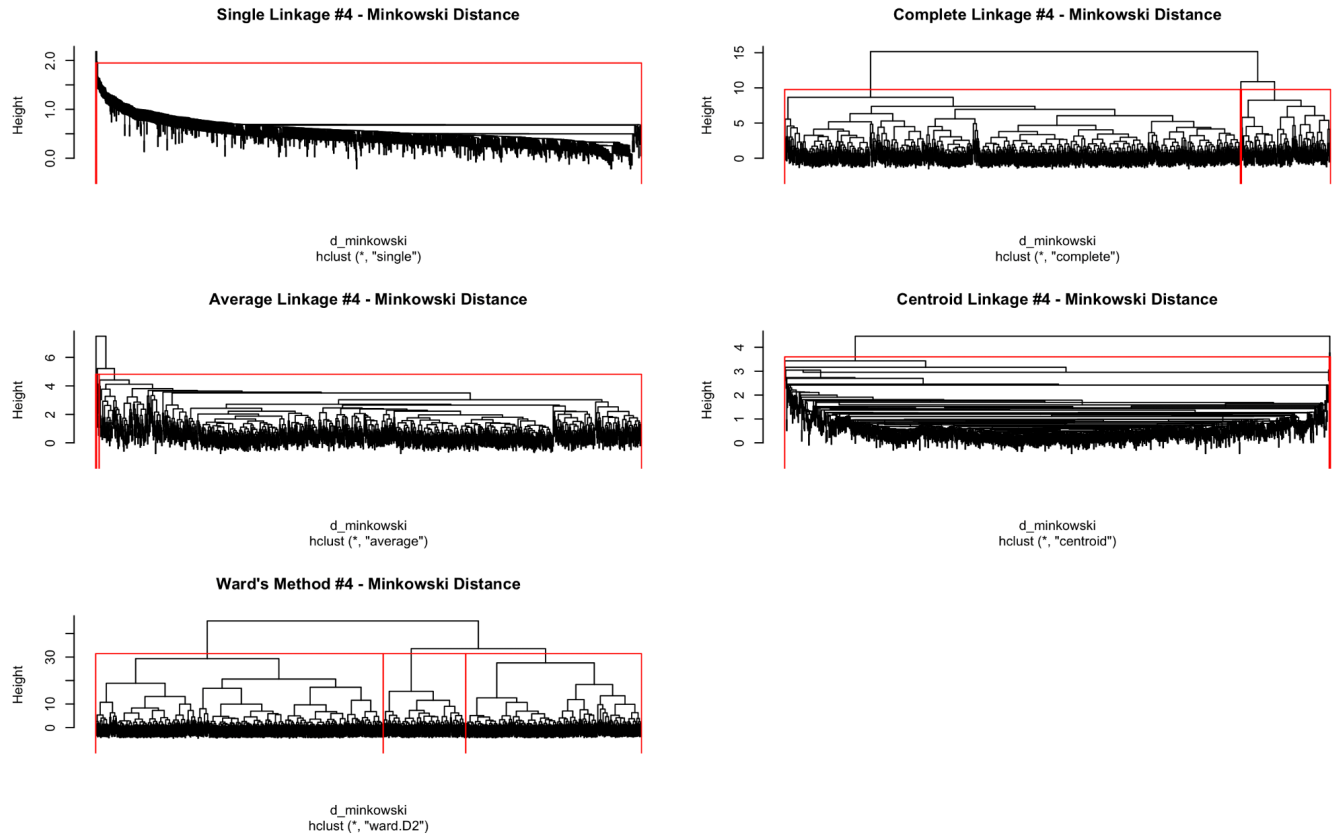 Single Linkage #4 - Minkowski Distance
Height
2.0
1.0
0.0
d_minkowski
hclust (*, "single")
Complete Linkage #4 - Minkowski Distance
Height
15
10
5
0
d_minkowski
hclust (*, "complete")
Average Linkage #4 - Minkowski Distance
Height
6
4
2
0
d_minkowski
hclust (*, "average")
Centroid Linkage #4 - Minkowski Distance
Height
4
3
2
1
0
d_minkowski
hclust (*, "centroid")
Ward's Method #4 - Minkowski Distance
Height
30
10
0
d_minkowski
hclust (*, "ward.D2")